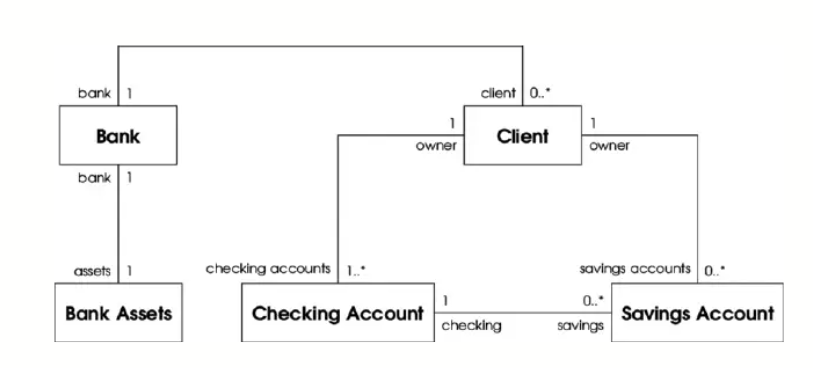 bank 1 client 0..*
Bank 1 Client 1
owner owner
bank 1
assets 1 checking accounts 1..* savings accounts 0..*
Bank Assets Checking Account 1 0..* Savings Account
checking savings